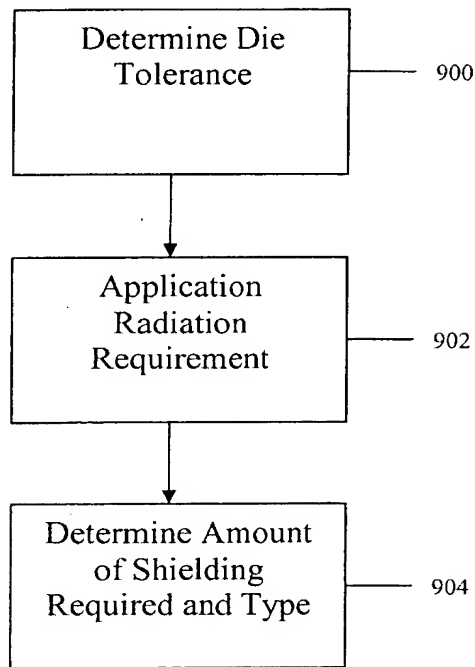 Determine Die
Tolerance
900
Application
Radiation
Requirement
902
Determine Amount
of Shielding
Required and Type
904